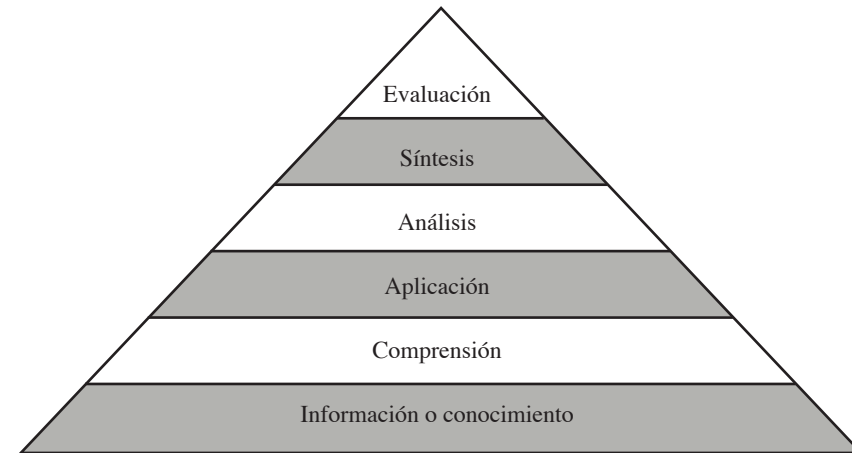 Evaluación
Síntesis
Análisis
Aplicación
Comprensión
Información o conocimiento